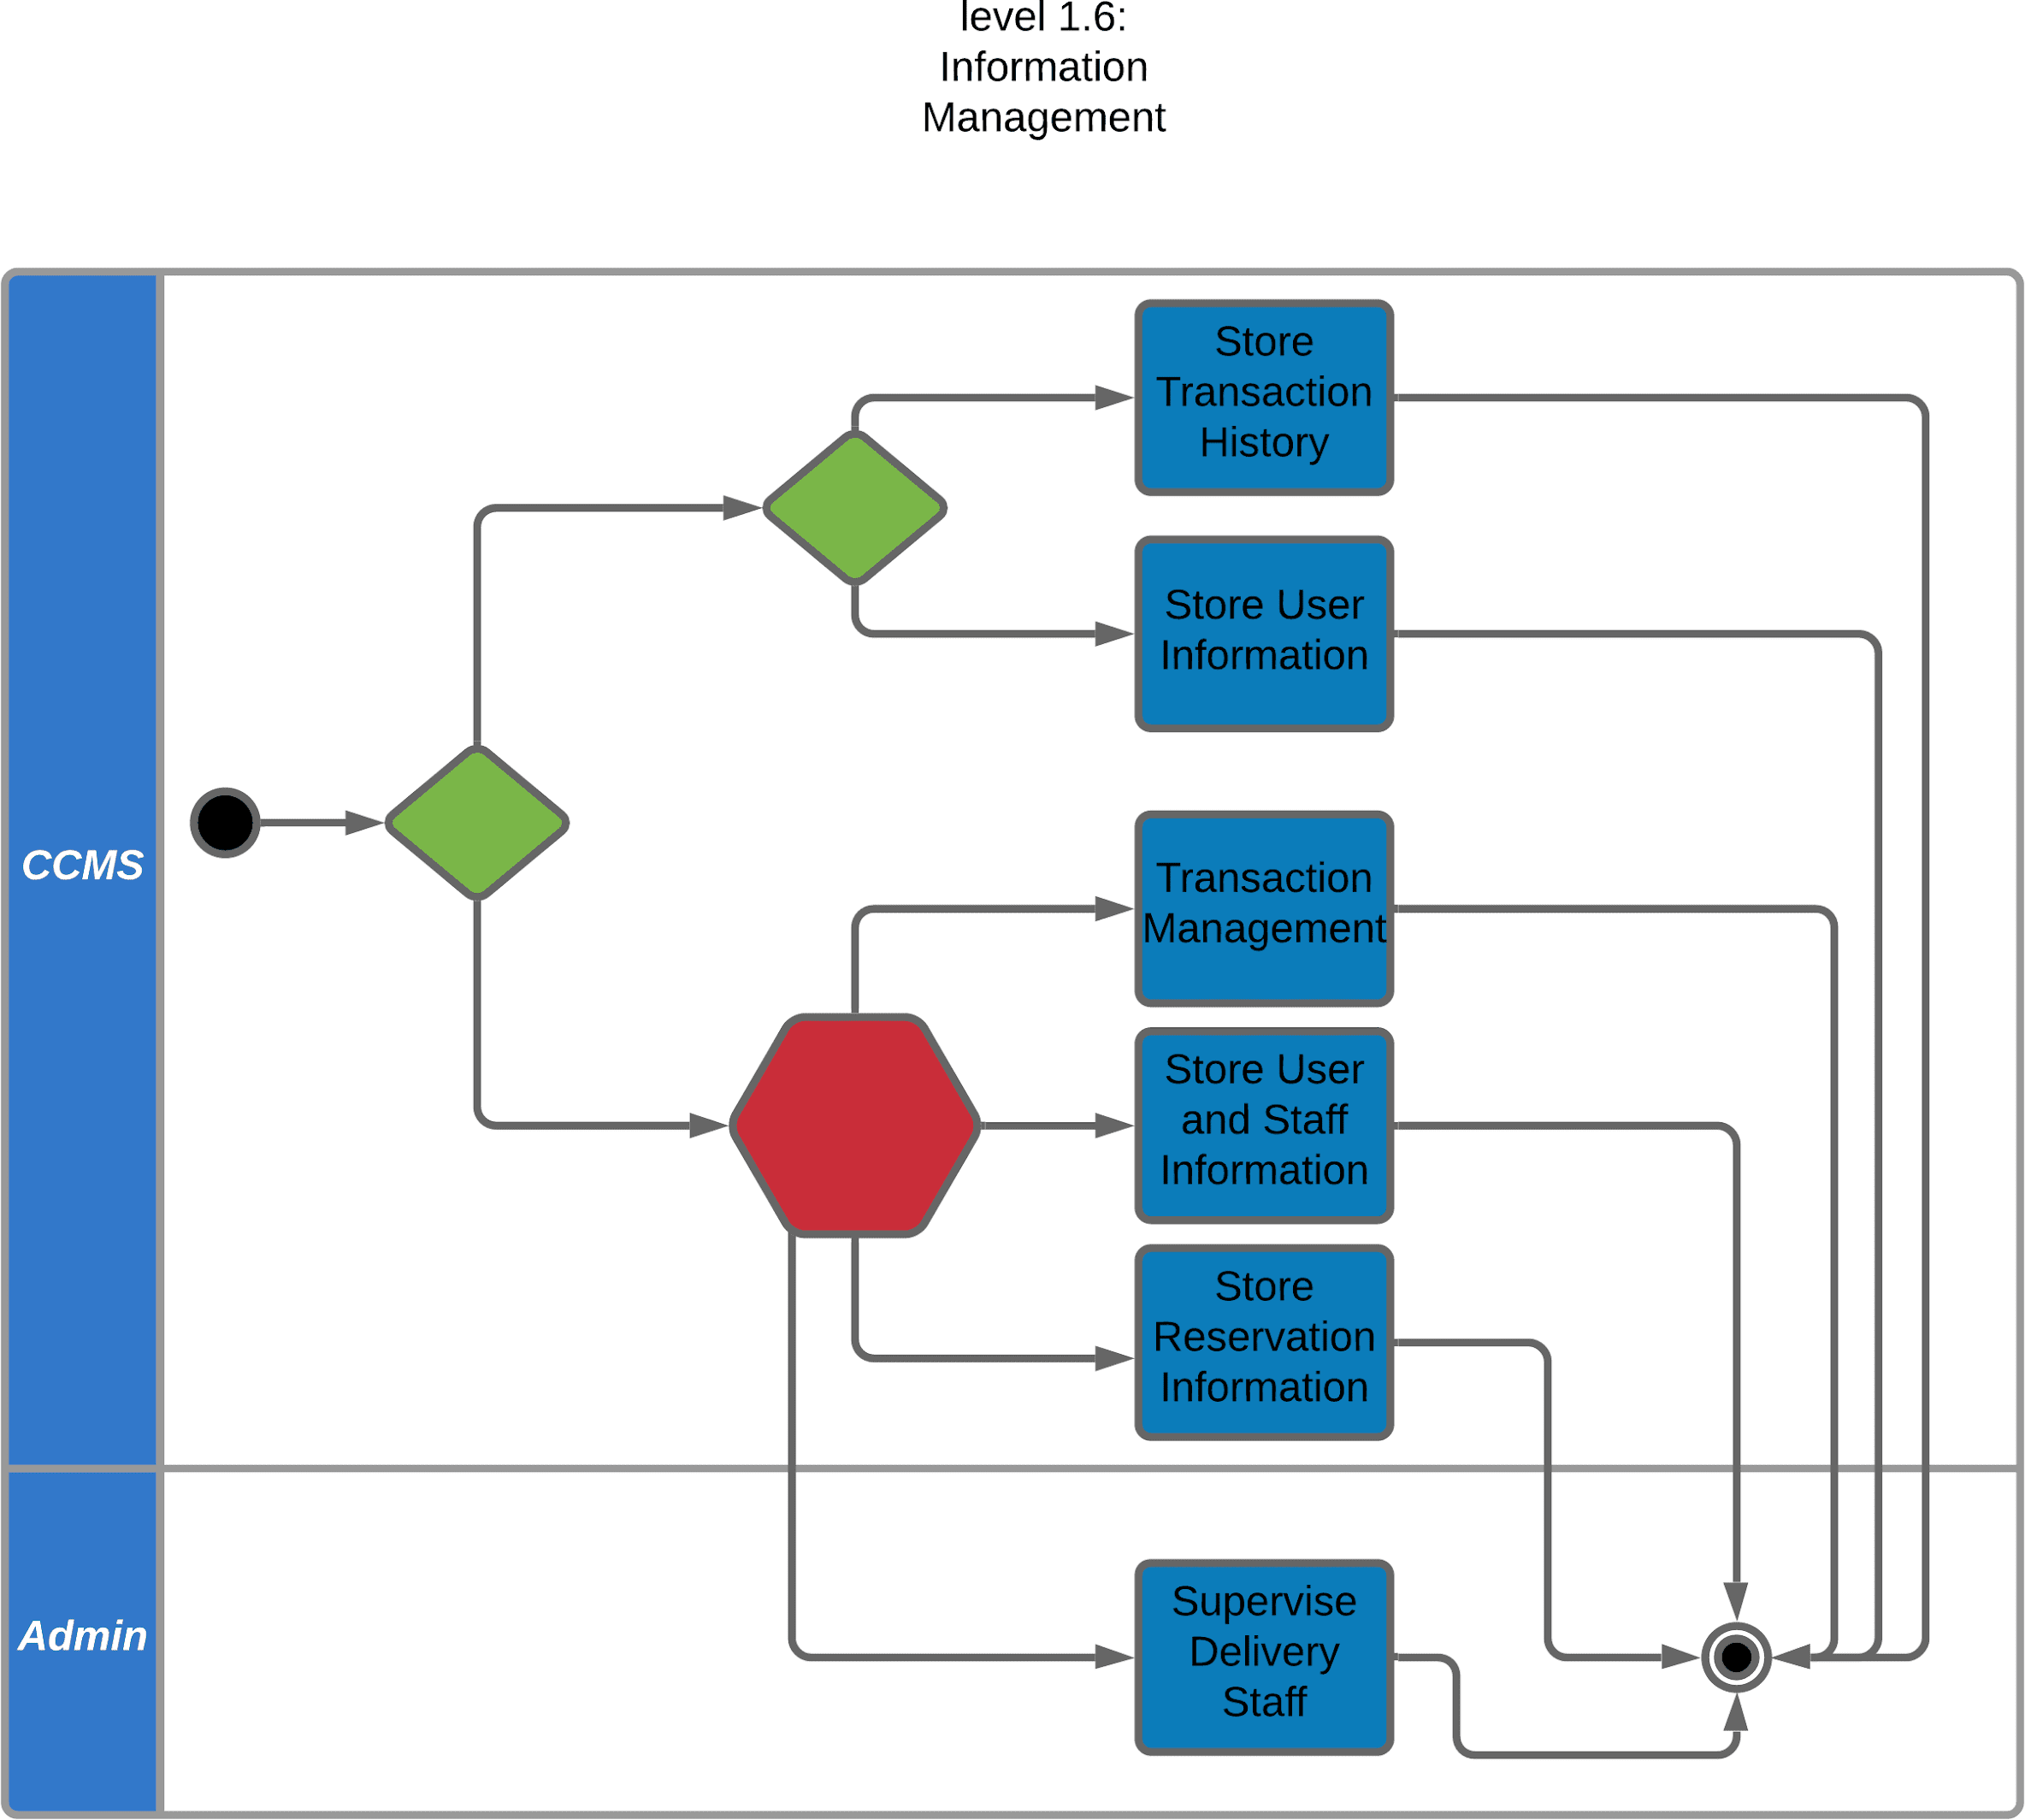 level 1.6:
Information
Management
Store
Transaction
History
Store User
Information
CCMS
Transaction
Management
Store User
and Staff
Information
Store
Reservation
Information
Admin
Supervise
Delivery
Staff